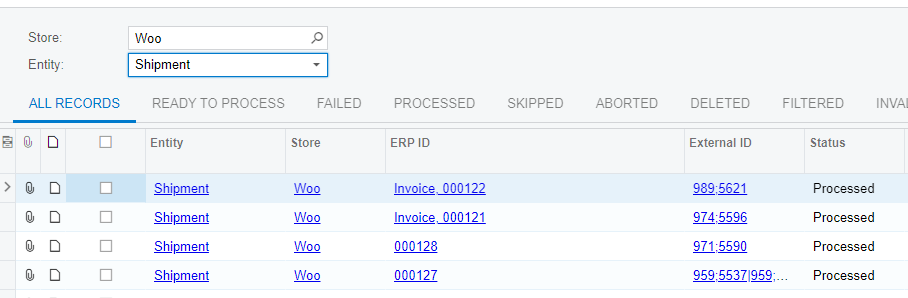 Store: Woo
Entity: Shipment
ALL RECORDS READY TO PROCESS FAILED PROCESSED SKIPPED ABORTED DELETED FILTERED INVAL
Entity Store ERP ID External ID Status
Shipment Woo Invoice, 000122 989;5621 Processed
Shipment Woo Invoice, 000121 974;5596 Processed
Shipment Woo 000128 971;5590 Processed
Shipment Woo 000127 959;5537|959;... Processed